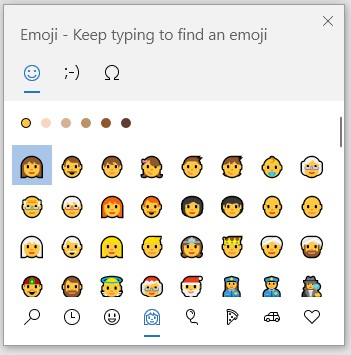 Emoji - Keep typing to find an emoji
;-)
Ω